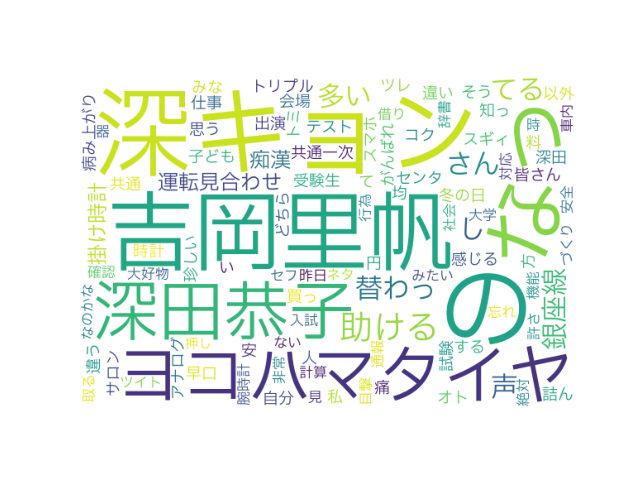 深キョン
なっ
吉岡里帆
の
深田恭子
ヨコハマタイヤ
助ける
替わっ
銀座線
声
さん
し
多い
てる
痴漢
運転見合わせ
掛け時計
時計
病み上がり
器
みな
仕事
思う
子ども
トリプル
会場
出演
テスト
共通一次
受験生
スマホ
借り
ツレ
がんばれ
て
違い
辞書
コク
センタ
そう
知っ
スギィ
以外
時
料
車内
深田
対応
皆さん
冬の日
均
行為
社会
大学
感じる
方
機能
づくり
安全
許さ
忘れ
どちら
円
みたい
共通
確認
大好物
珍しい
い
セフ
昨日
ネタ
買っ
入試
ない
安
非常
計算
人
通報
目撃
痛
私
見
自分
腕時計
早口
押し
アナログ
ツイト
サロン
取る
違う
なのかな
試験
する
オト
絶対
詰ん